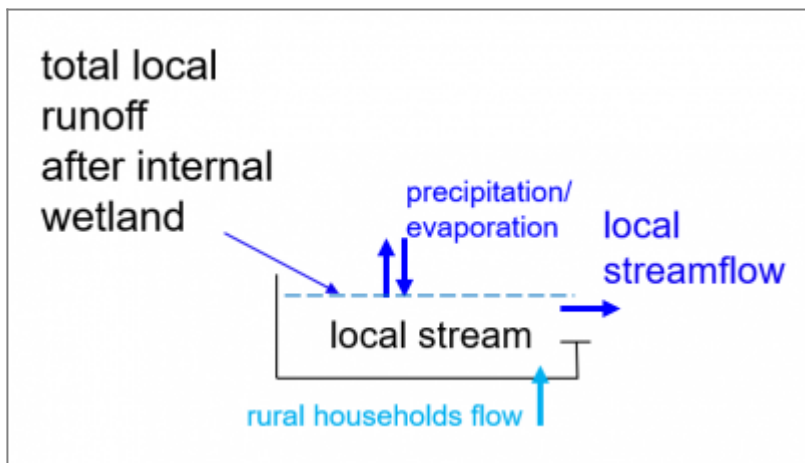 total local
runoff
after internal
wetland
precipitation/
evaporation
local
streamflow
local stream
rural households flow